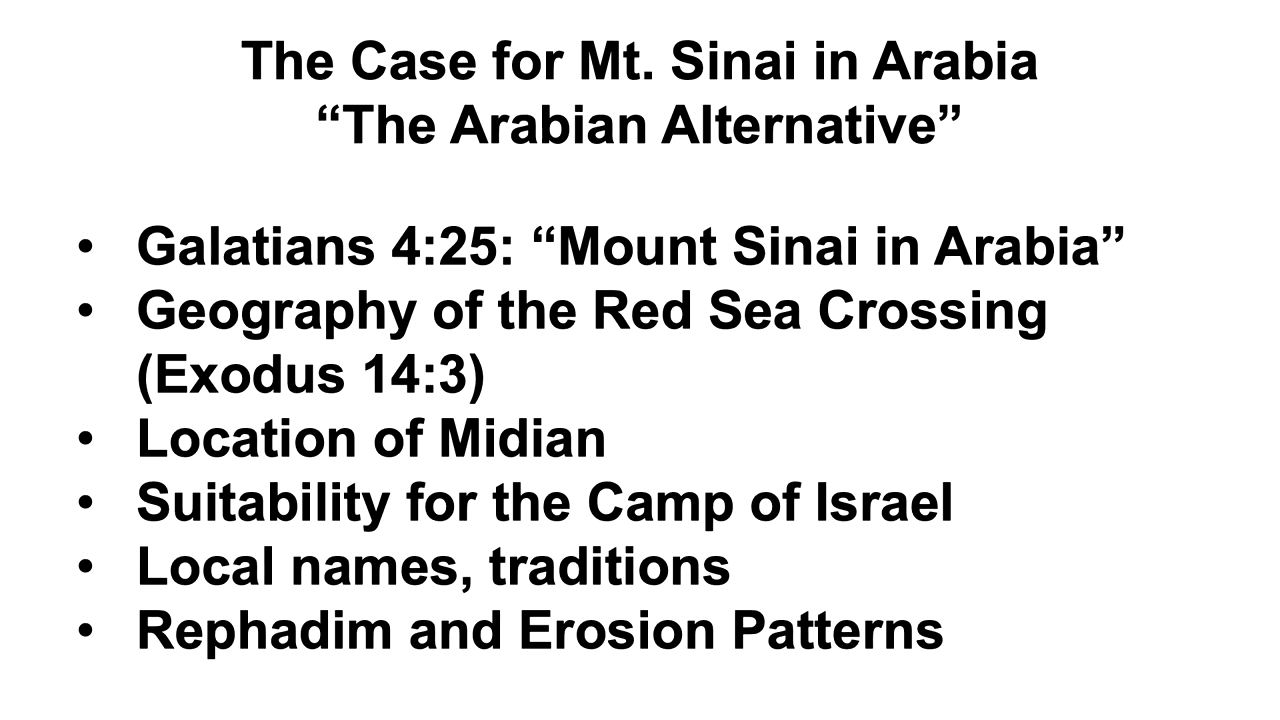 The Case for Mt. Sinai in Arabia
“The Arabian Alternative”
• Galatians 4:25: “Mount Sinai in Arabia”
• Geography of the Red Sea Crossing
(Exodus 14:3)
• Location of Midian
• Suitability for the Camp of Israel
• Local names, traditions
• Rephadim and Erosion Patterns